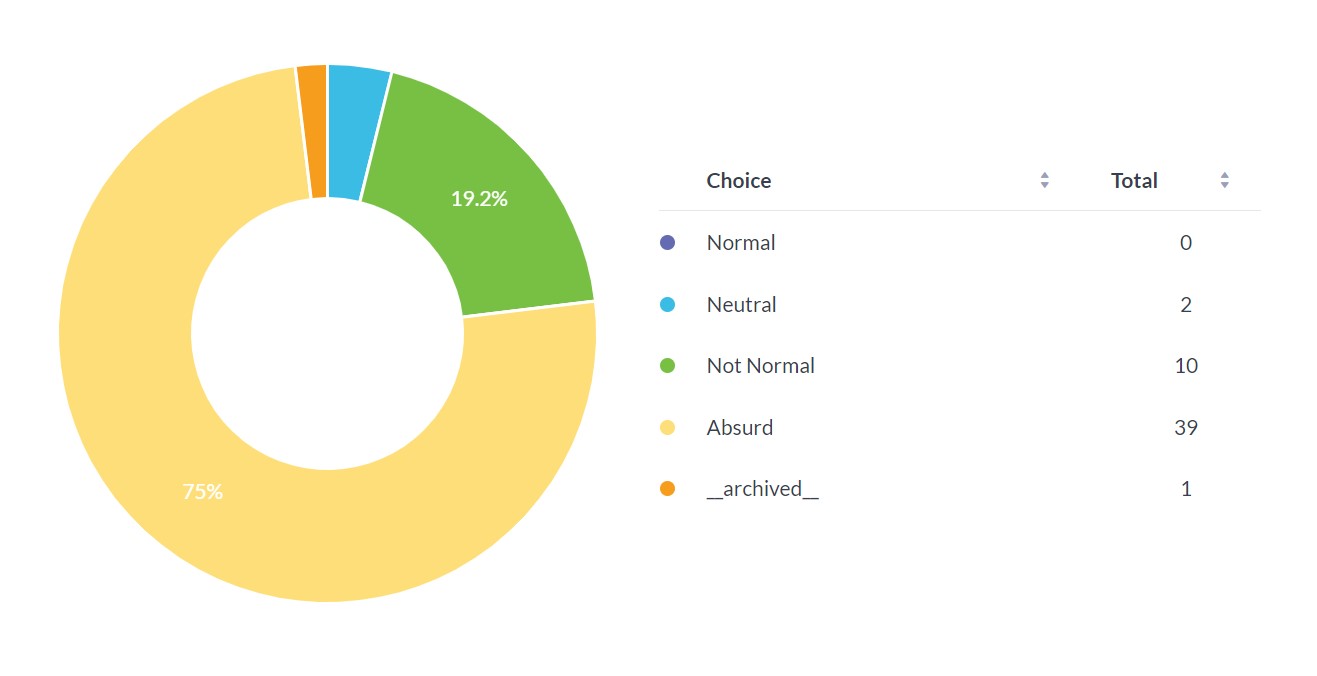 19.2%
75%
Choice Total
Normal 0
Neutral 2
Not Normal 10
Absurd 39
__archived__ 1